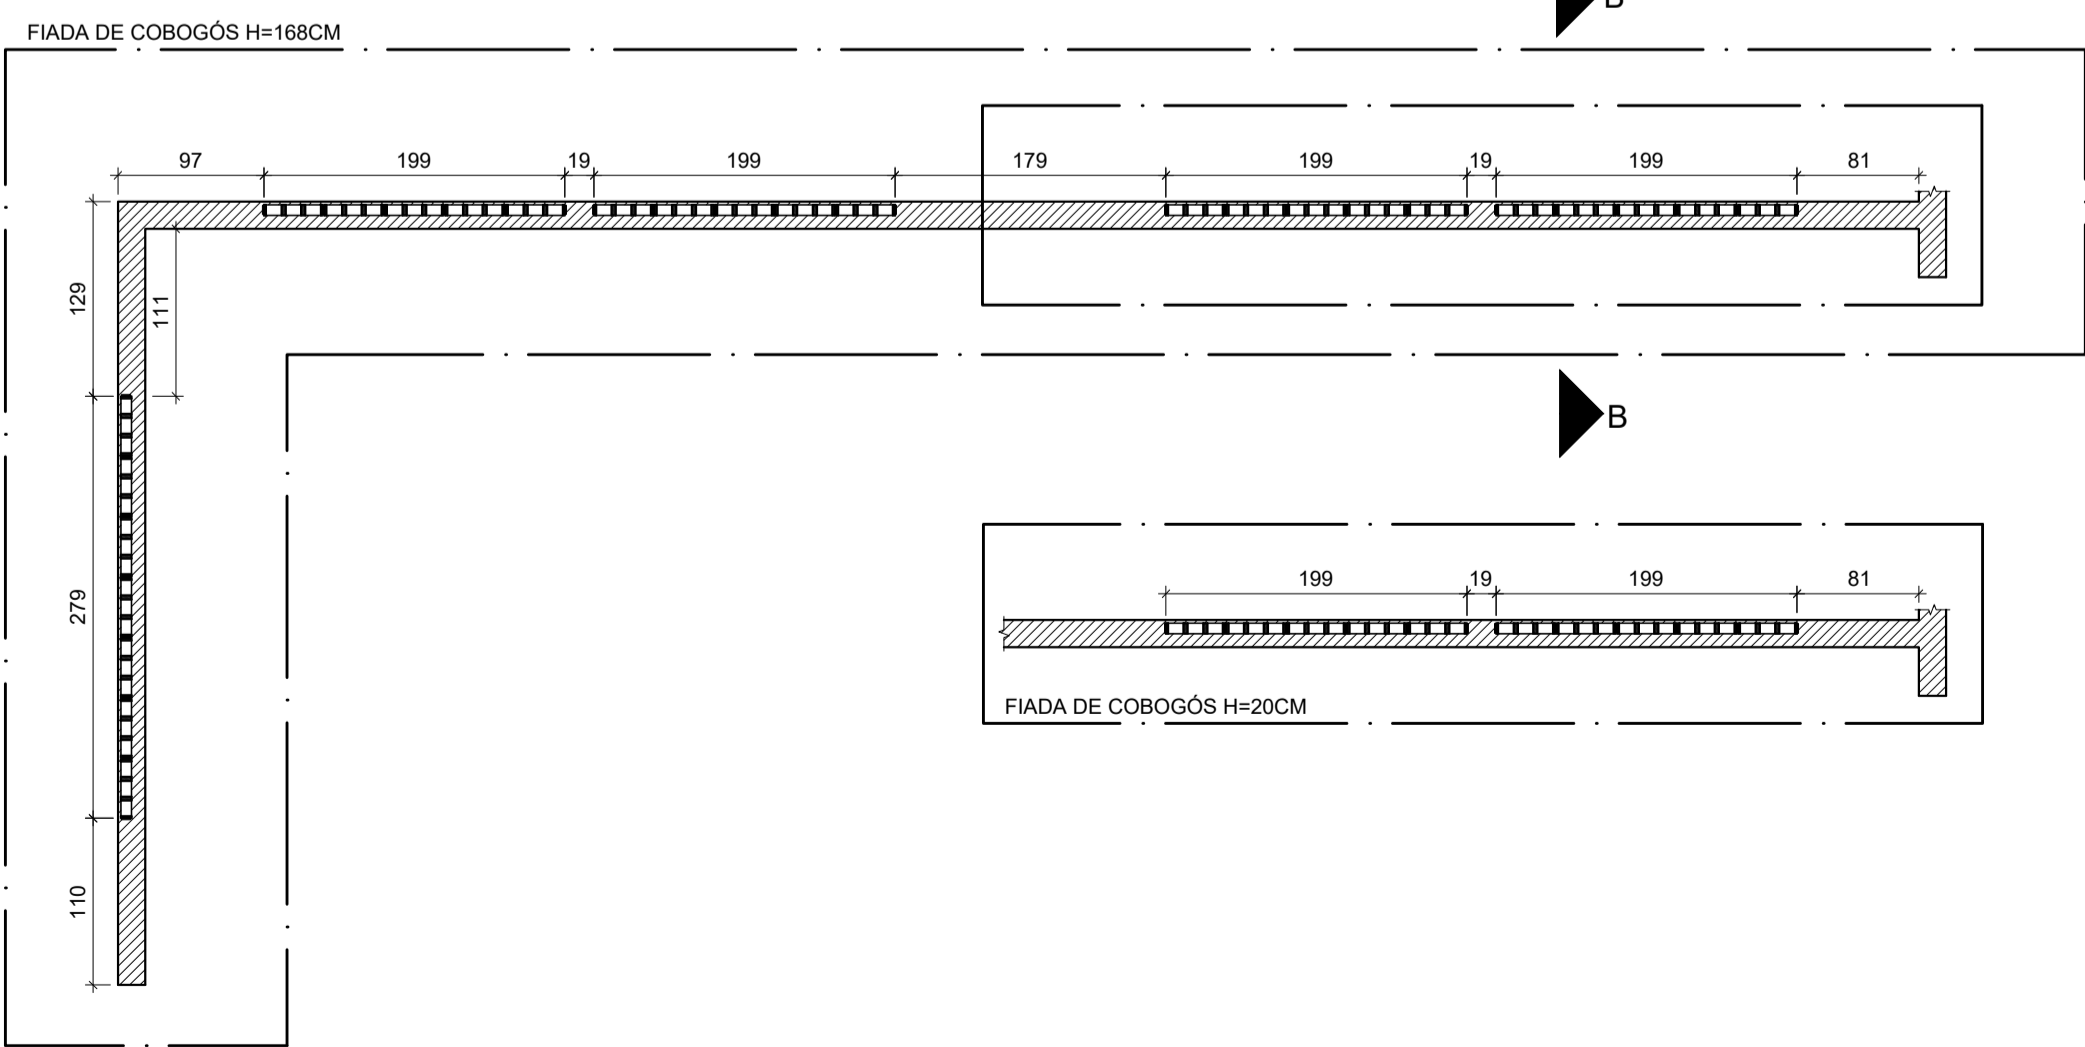 B
FIADA DE COBOGÓS H=168CM
97 199 19 199 179 199 19 199 81
129
111
B
279
199 19 199 81
FIADA DE COBOGÓS H=20CM
110